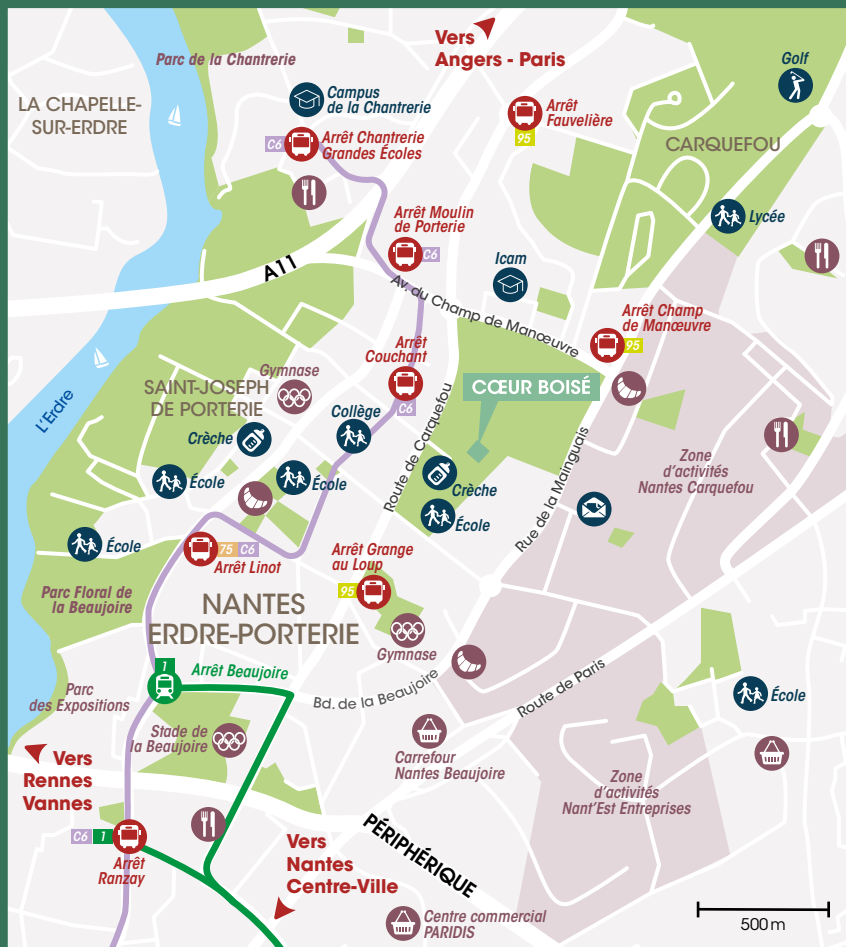 Vers
Angers - Paris
Parc de la Chantrerie
Golf
LA CHAPELLE-
SUR-ERDRE
Campus
de la Chantrerie
Arrêt
Fauvelière
95
C6
Arrêt Chantrerie
Grandes Écoles
CARQUEFOU
Arrêt Moulin
de Porterie
C6
Lycée
A11
Icam
Av. du Champ de Manœuvre
Arrêt Champ
de Manœuvre
95
Arrêt
Couchant
C6
Gymnase
SAINT-JOSEPH
DE PORTERIE
CŒUR BOISÉ
L'Erdre
Collège
Crèche
Route de Carquefou
Rue de la Mainguais
Zone
d'activités
Nantes Carquefou
École
École
Crèche
École
École
75 C6
Arrêt Linot
Arrêt Grange
au Loup
95
Parc Floral de
la Beaujoire
NANTES
ERDRE-PORTERIE
Gymnase
1
Arrêt Beaujoire
Bd. de la Beaujoire
Route de Paris
Parc
des Expositions
École
Stade de
la Beaujoire
Carrefour
Nantes Beaujoire
Vers
Rennes
Vannes
Zone
d'activités
Nant'Est Entreprises
PÉRIPHÉRIQUE
C6 1
Arrêt
Ranzay
Vers
Nantes
Centre-Ville
Centre commercial
PARIDIS
500 m